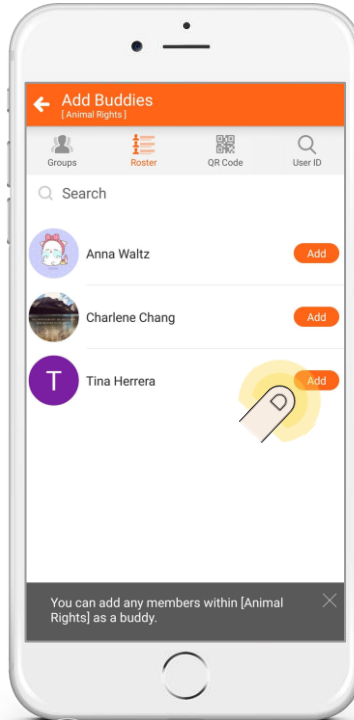 Add Buddies
[ Animal Rights ]
Groups
Roster
QR Code
User ID
Search
Anna Waltz
Add
Charlene Chang
Add
T
Tina Herrera
Add
You can add any members within [Animal
Rights] as a buddy.